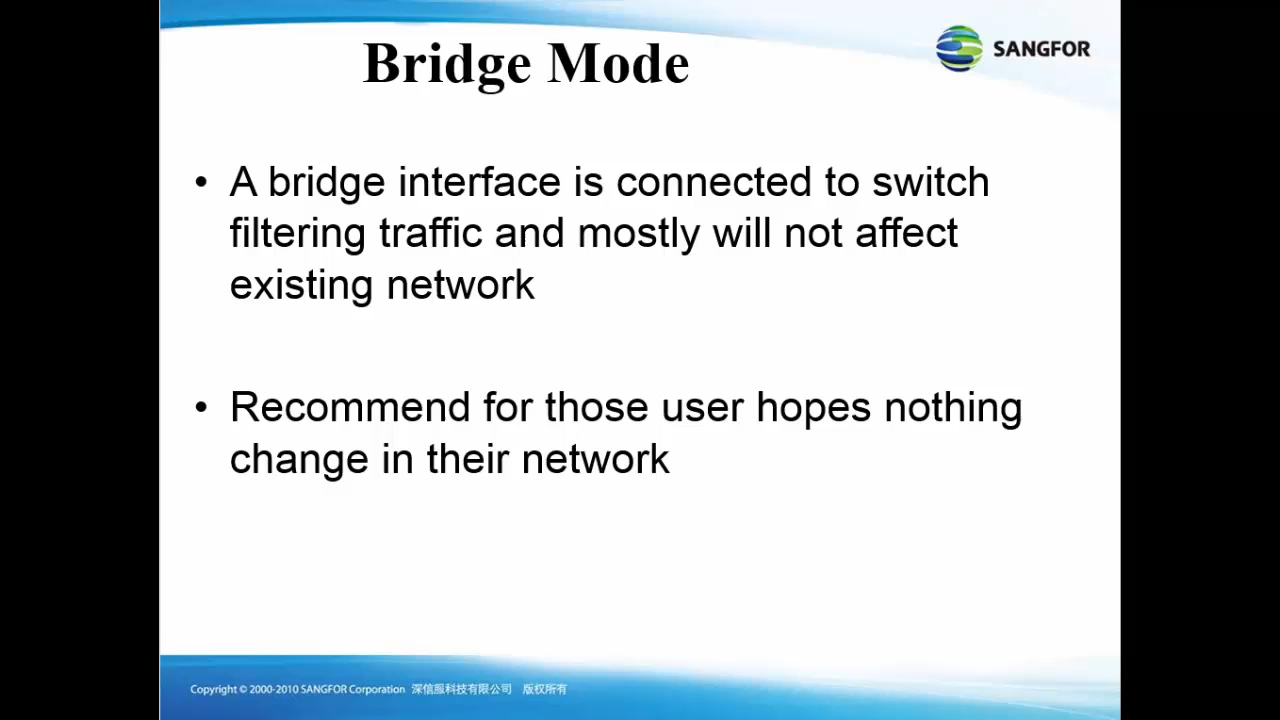 Bridge Mode
SANGFOR
• A bridge interface is connected to switch
filtering traffic and mostly will not affect
existing network
• Recommend for those user hopes nothing
change in their network
Copyright © 2000-2010 SANGFOR Corporation 深信服科技有限公司 版权所有